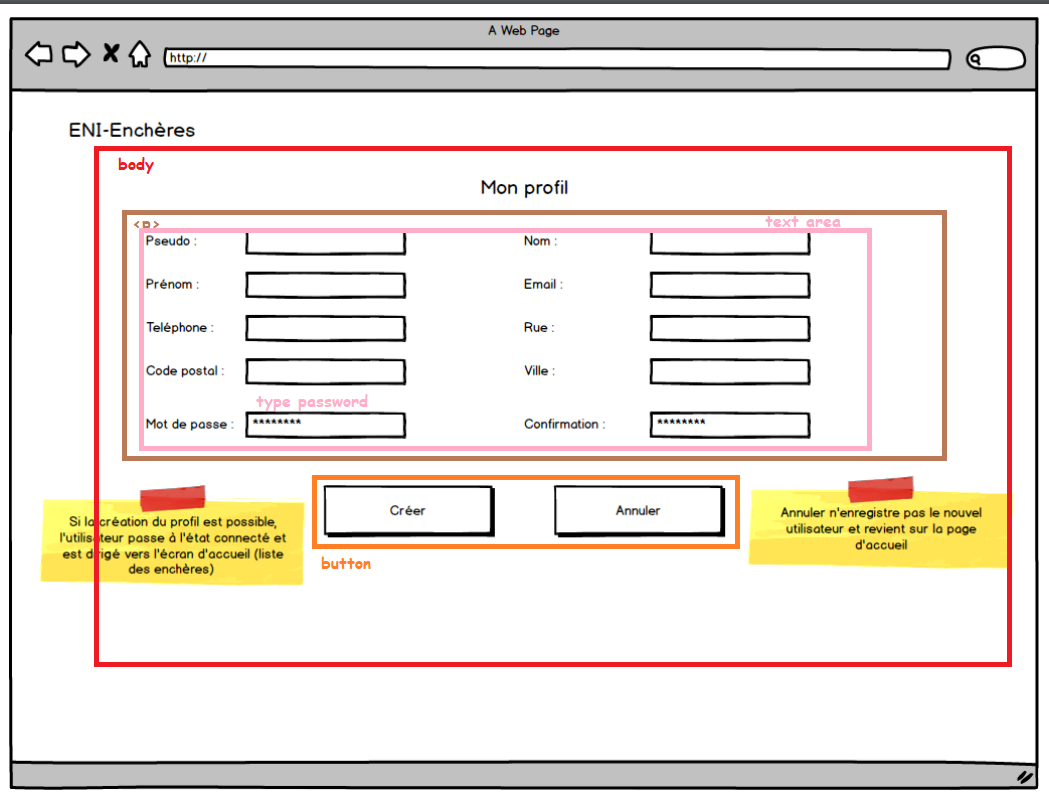 A Web Page
http://
ENI-Enchères
body
Mon profil
<p>
text area
Pseudo :
Nom :
Prénom :
Email :
Teléphone :
Rue :
Code postal :
Ville :
type password
Mot de passe : ********
Confirmation : ********
Si la création du profil est possible,
l'utilisateur passe à l'état connecté et
est dirigé vers l'écran d'accueil (liste
des enchères)
Créer
Annuler
Annuler n'enregistre pas le nouvel
utilisateur et revient sur la page
d'accueil
button